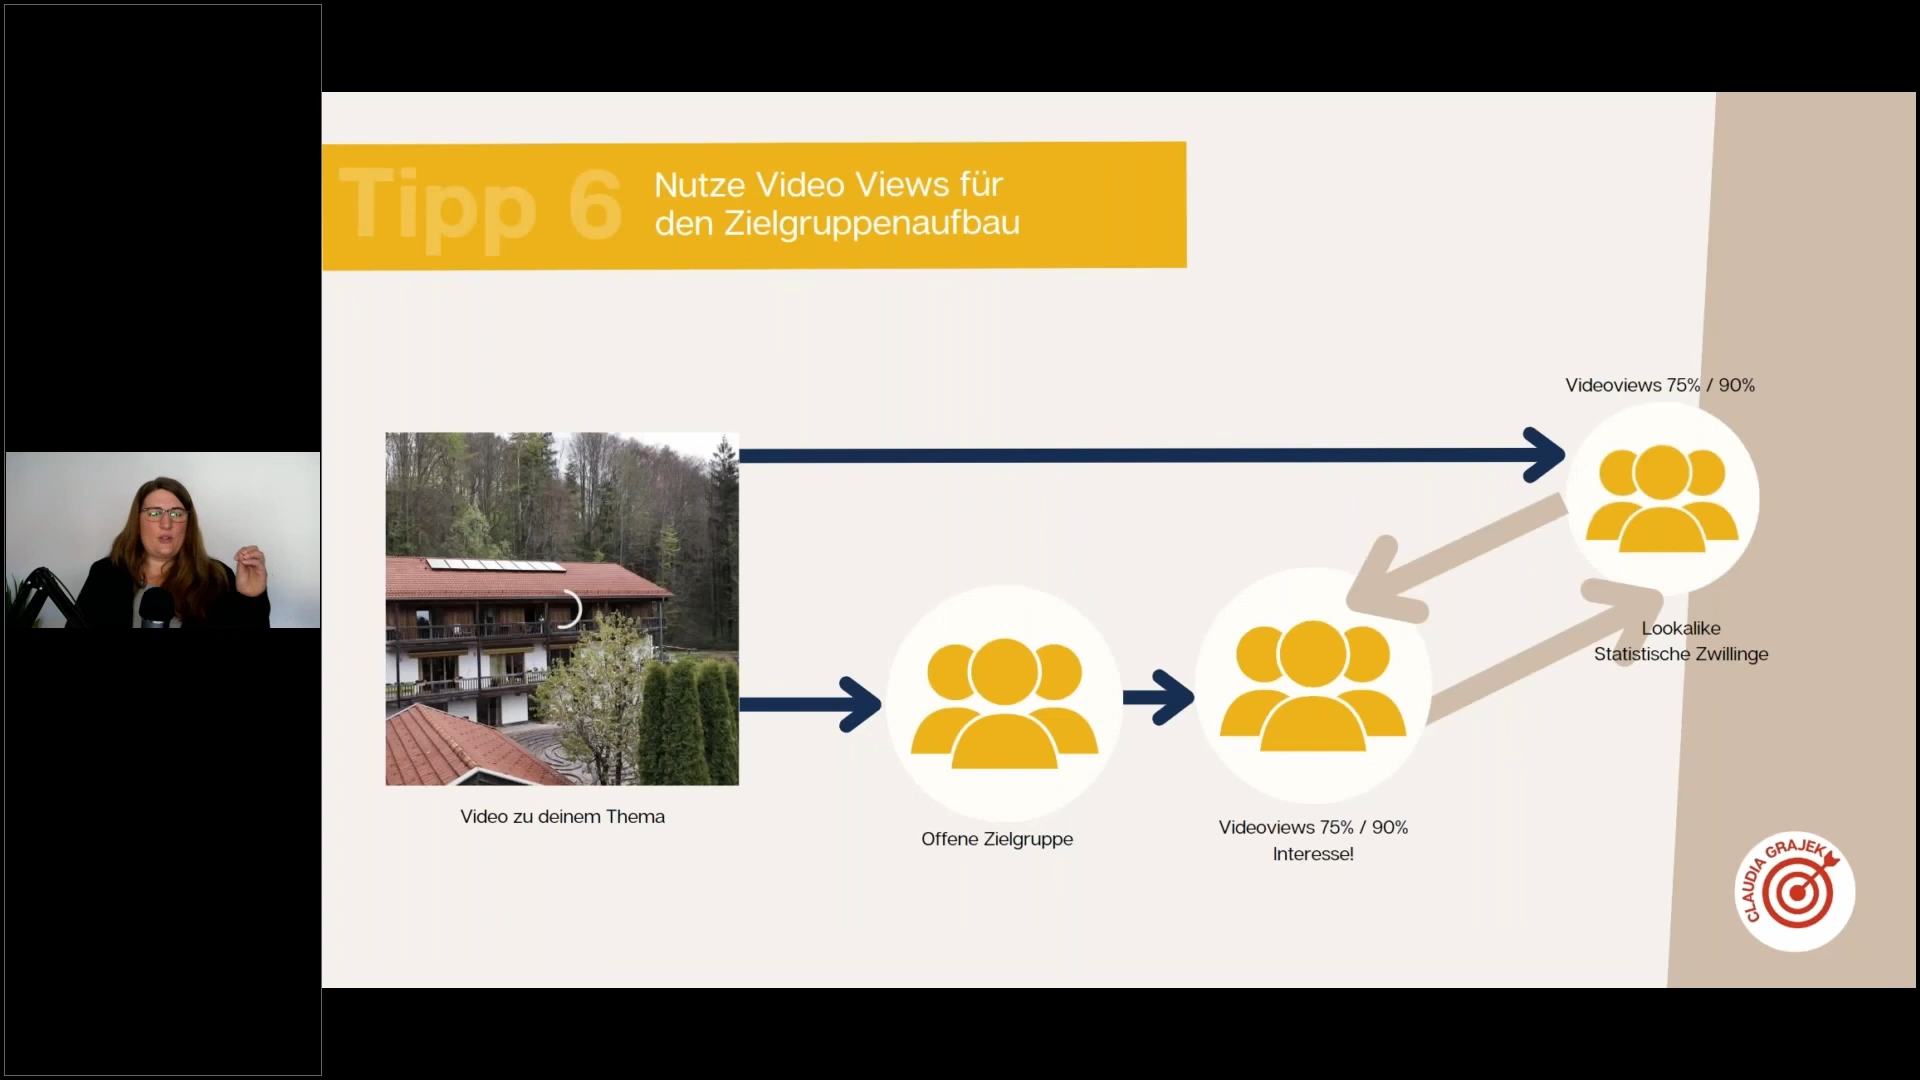 Tipp 6
Nutze Video Views für
den Zielgruppenaufbau
Videoviews 75% / 90%
Lookalike
Statistische Zwillinge
Video zu deinem Thema
Offene Zielgruppe
Videoviews 75% / 90%
Interesse!
CLAUDIA GRAJEK